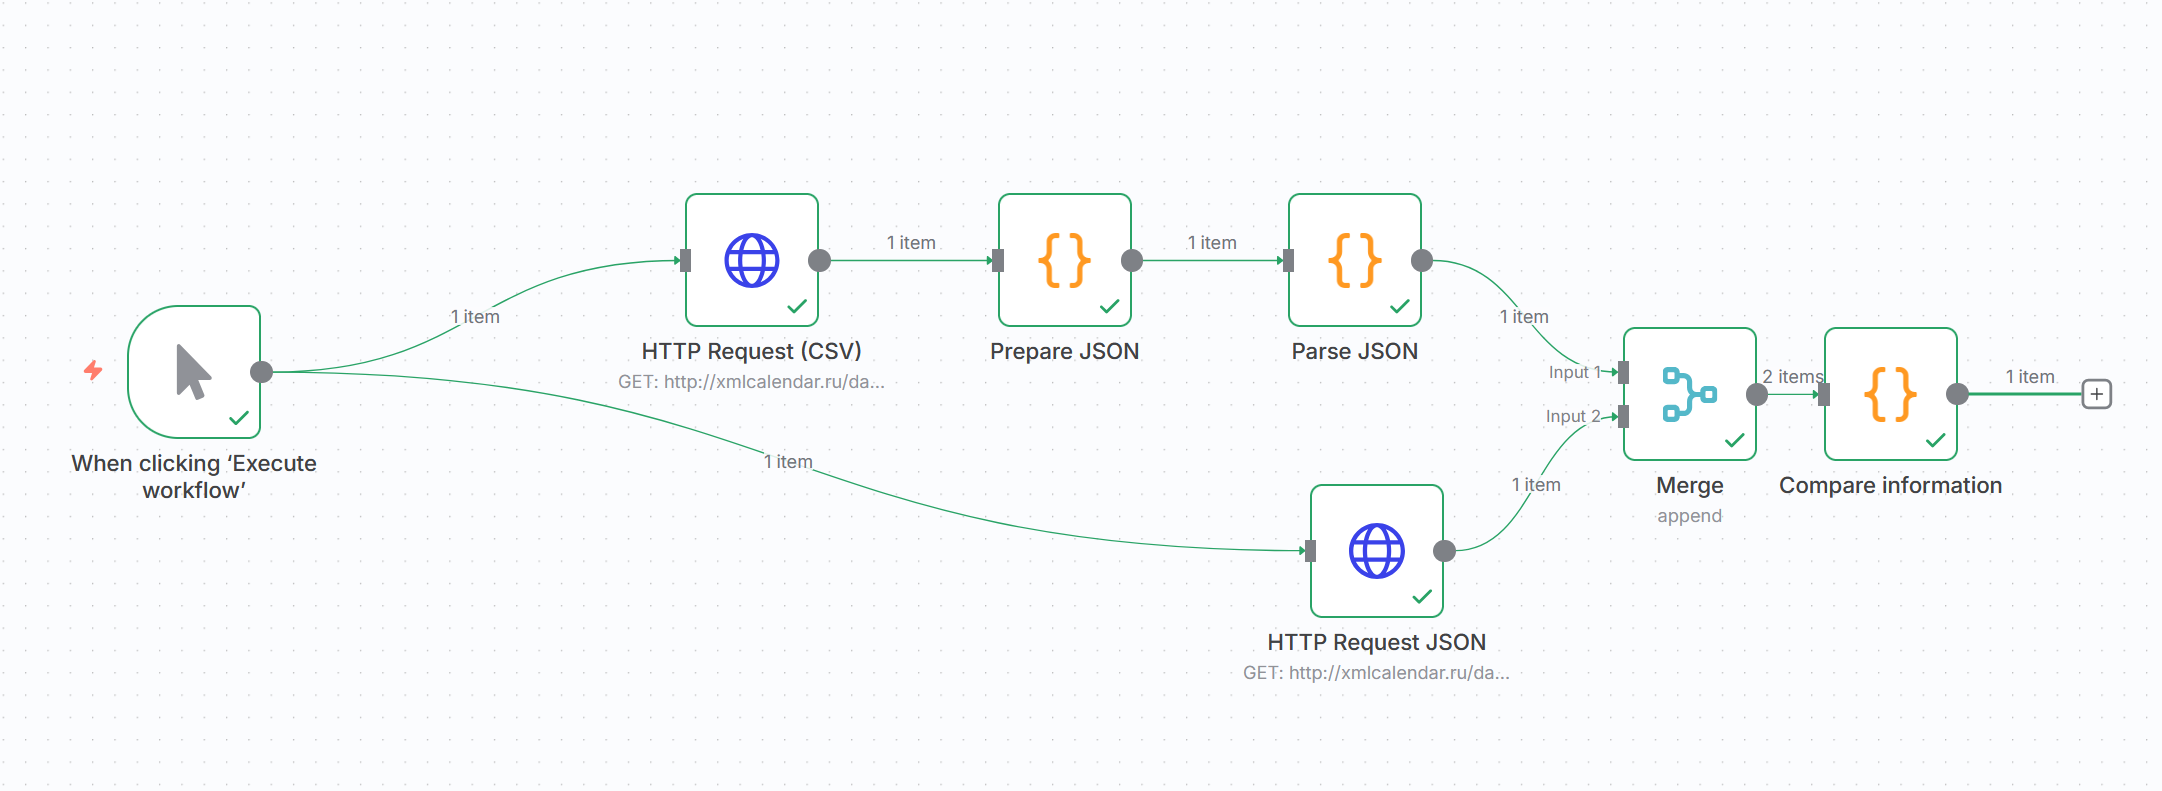 1 item
1 item
1 item
HTTP Request (CSV)
GET: http://xmlcalendar.ru/da...
Prepare JSON
Parse JSON
When clicking ‘Execute
workflow’
1 item
1 item
Input 1
Input 2
1 item
HTTP Request JSON
GET: http://xmlcalendar.ru/da...
2 items
Merge
append
1 item
Compare information